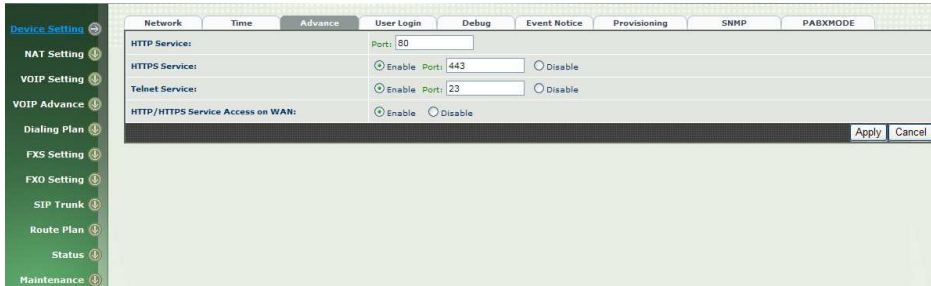 Device Setting
NAT Setting
VOIP Setting
VOIP Advance
Dialing Plan
FXS Setting
FXO Setting
SIP Trunk
Route Plan
Status
Maintenance
Network Time Advance User Login Debug Event Notice Provisioning SNMP PABXMODE
HTTP Service: Port: 80
HTTPS Service: Enable Port: 443 Disable
Telnet Service: Enable Port: 23 Disable
HTTP/HTTPS Service Access on WAN: Enable Disable
Apply Cancel